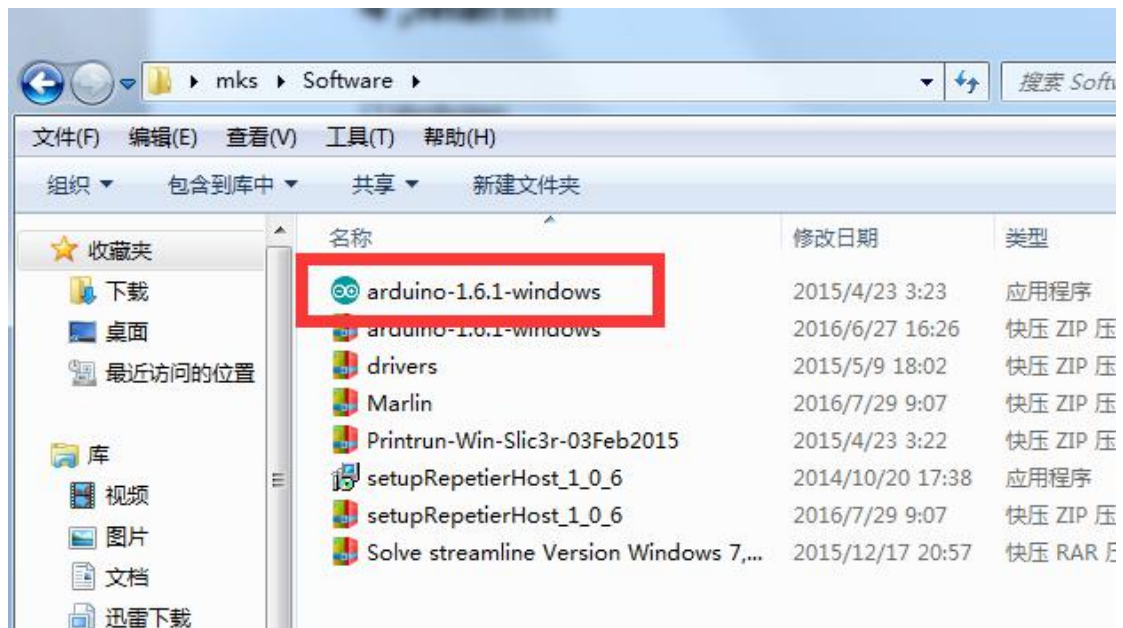 mks Software 搜索 Softw
文件(F) 编辑(E) 查看(V) 工具(T) 帮助(H)
组织 包含到库中 共享 新建文件夹
收藏夹
下载
桌面
最近访问的位置
库
视频
图片
文档
迅雷下载
名称 修改日期 类型
arduino-1.6.1-windows 2015/4/23 3:23 应用程序
arduino-1.6.1-windows 2016/6/27 16:26 快压 ZIP 压
drivers 2015/5/9 18:02 快压 ZIP 压
Marlin 2016/7/29 9:07 快压 ZIP 压
Printrun-Win-Slic3r-03Feb2015 2015/4/23 3:22 快压 ZIP 压
setupRepetierHost_1_0_6 2014/10/20 17:38 应用程序
setupRepetierHost_1_0_6 2016/7/29 9:07 快压 ZIP 压
Solve streamline Version Windows 7,... 2015/12/17 20:57 快压 RAR